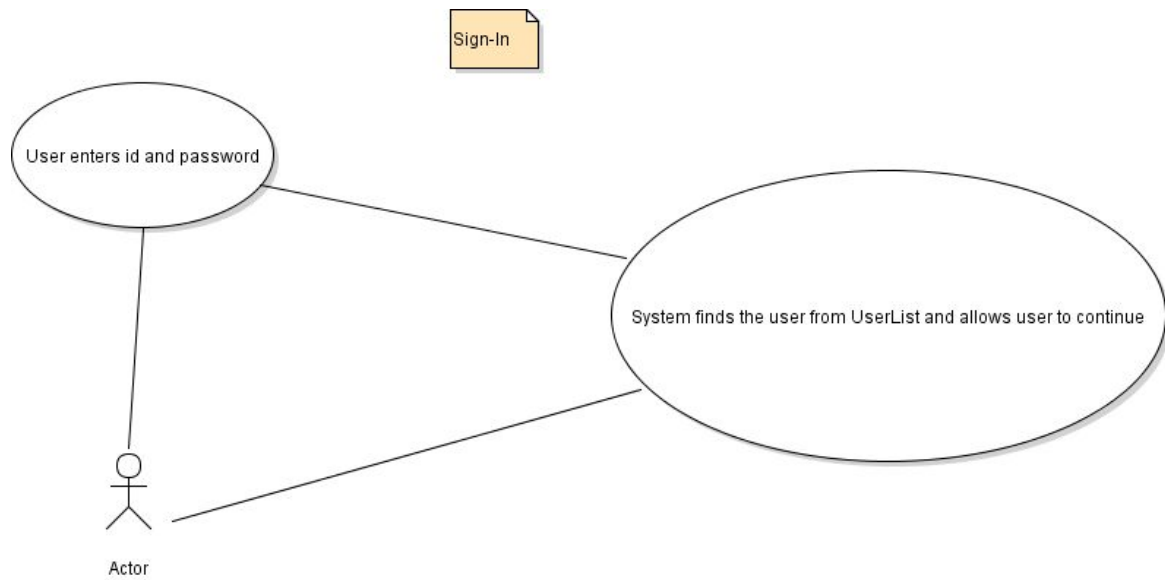 Sign-In
User enters id and password
System finds the user from UserList and allows user to continue
Actor